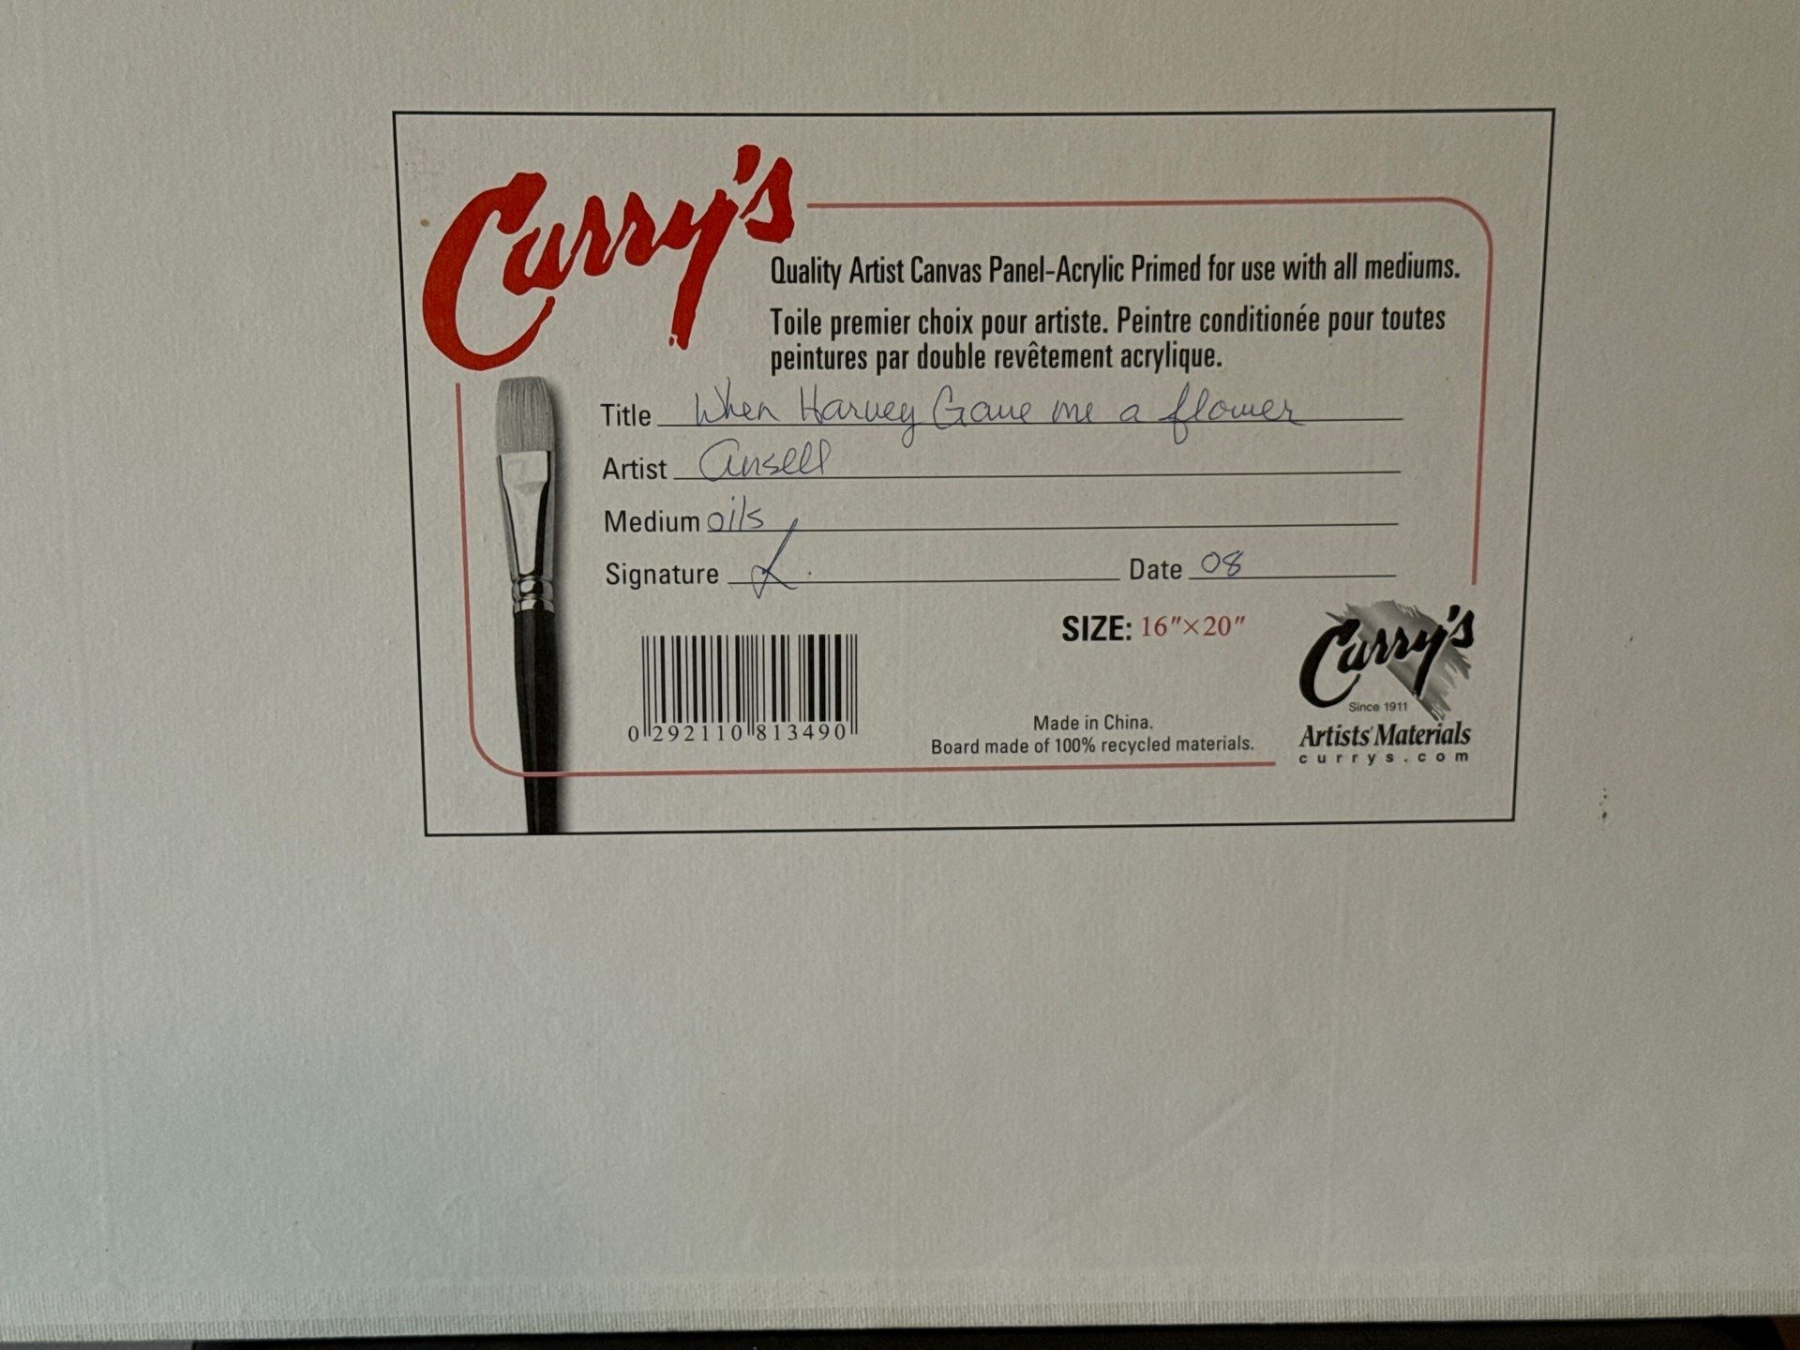 Curry's
Quality Artist Canvas Panel-Acrylic Primed for use with all mediums.
Toile premier choix pour artiste. Peintre conditionée pour toutes
peintures par double revêtement acrylique.
Title When Harvey Gave me a flower
Artist Ansell
Medium oils
Signature L.
Date 08
SIZE: 16"×20"
0 292110 813490
Made in China.
Board made of 100% recycled materials.
Curry's
Since 1911
Artists' Materials
currys.com